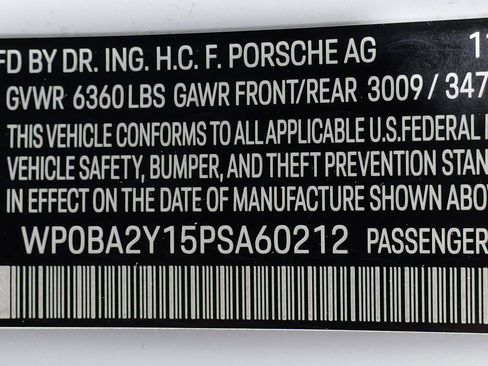 FD BY DR. ING. H.C. F. PORSCHE AG 11
GVWR 6360 LBS GAWR FRONT/REAR 3009 / 347
THIS VEHICLE CONFORMS TO ALL APPLICABLE U.S.FEDERAL
VEHICLE SAFETY, BUMPER, AND THEFT PREVENTION STAN
IN EFFECT ON THE DATE OF MANUFACTURE SHOWN ABO
WP0BA2Y15PSA60212 PASSENGER